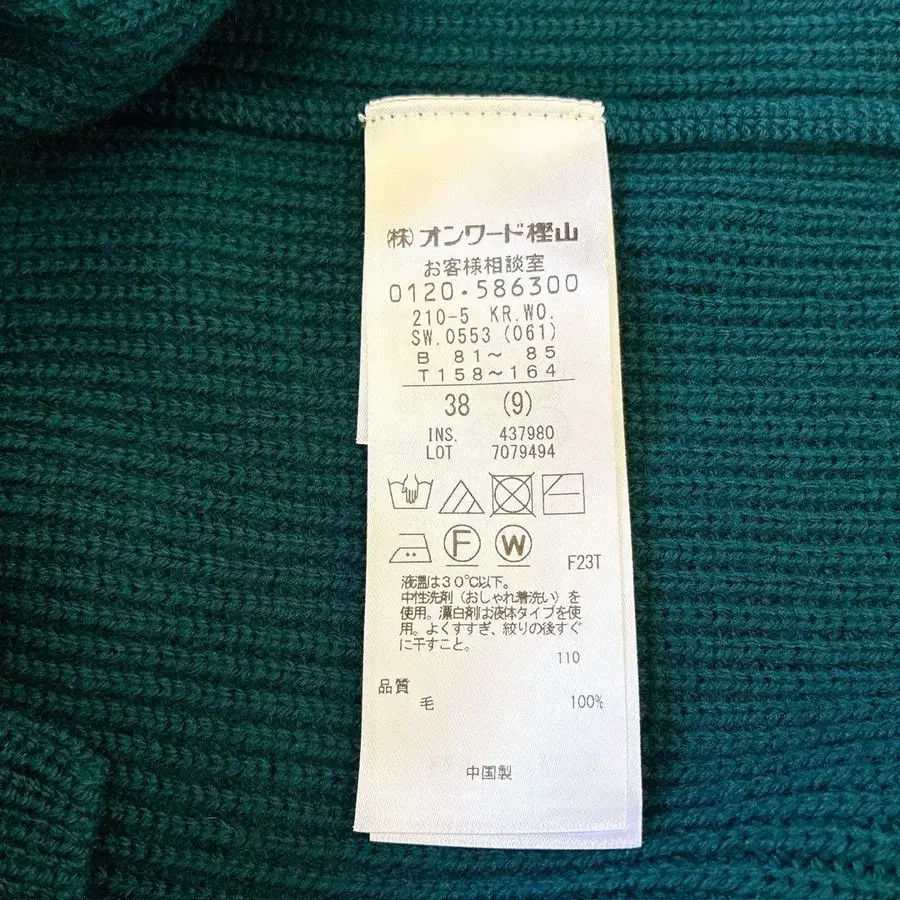 (株)オンワード樫山
お客様相談室
0120・586300
210-5 KR.WO.
SW.0553 (061)
B 81〜 85
T158〜164
38 (9)
INS. 437980
LOT 7079494
F
W
F23T
液温は30℃以下。
中性洗剤(おしゃれ着洗い)を
使用。漂白剤は液体タイプを使
用。よくすすぎ、絞りの後すぐ
に干すこと。
110
品質
毛 100%
中国製